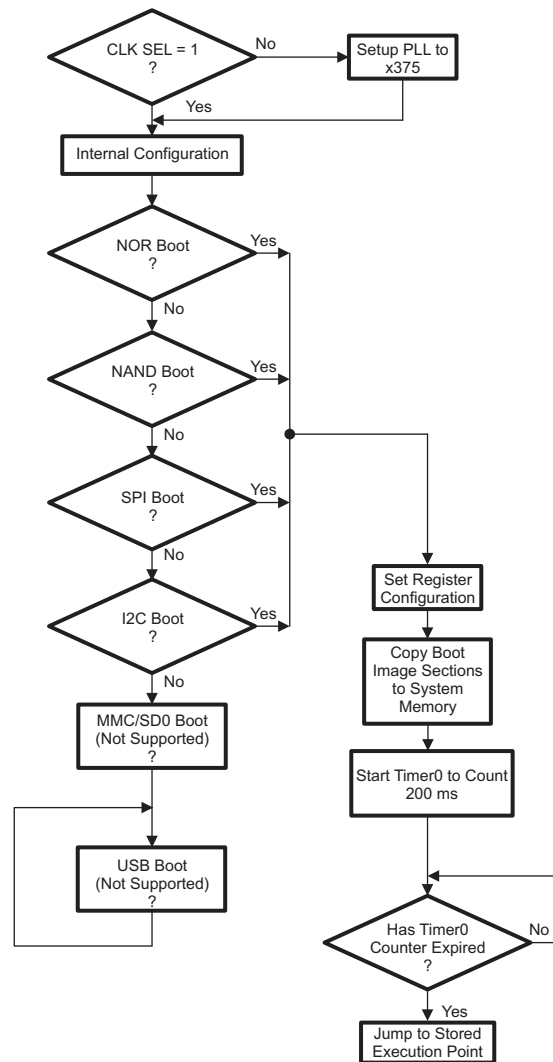 CLK SEL = 1
?
No
Setup PLL to
x375
Yes
Internal Configuration
NOR Boot
?
Yes
No
NAND Boot
?
Yes
No
SPI Boot
?
Yes
No
I2C Boot
?
Yes
No
MMC/SD0 Boot
(Not Supported)
?
USB Boot
(Not Supported)
?
Set Register
Configuration
Copy Boot
Image Sections
to System
Memory
Start Timer0 to Count
200 ms
Has Timer0
Counter Expired
?
No
Yes
Jump to Stored
Execution Point